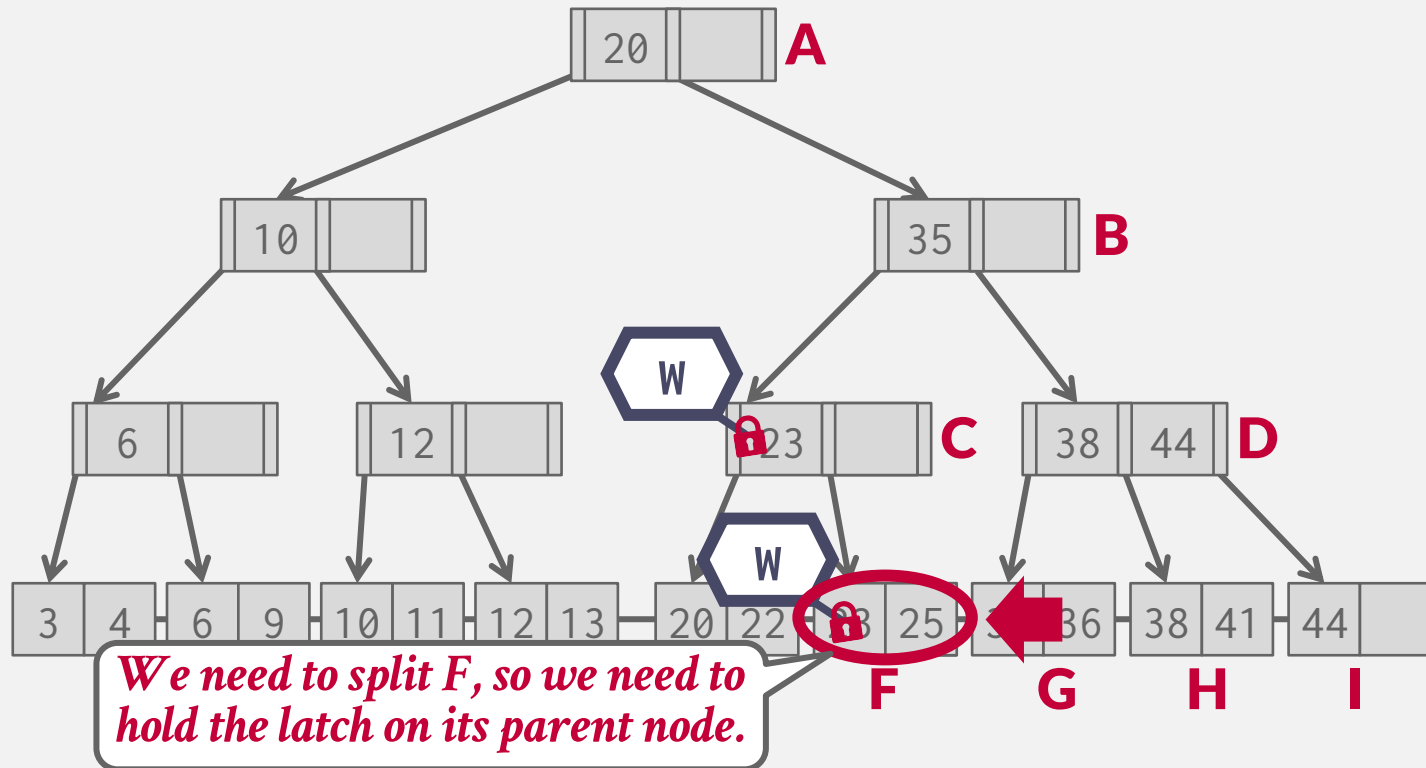 20 A
10 35 B
W
6 12 23 C 38 44 D
W
3 4 6 9 10 11 12 13 20 22 25 36 38 41 44
F G H I
We need to split F, so we need to
hold the latch on its parent node.